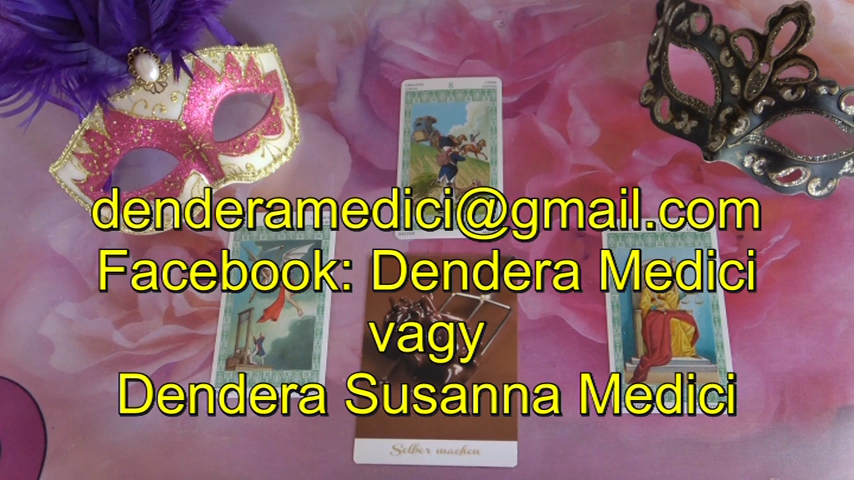 denderamedici@gmail.com
Facebook: Dendera Medici
vagy
Dendera Susanna Medici
Selber machen